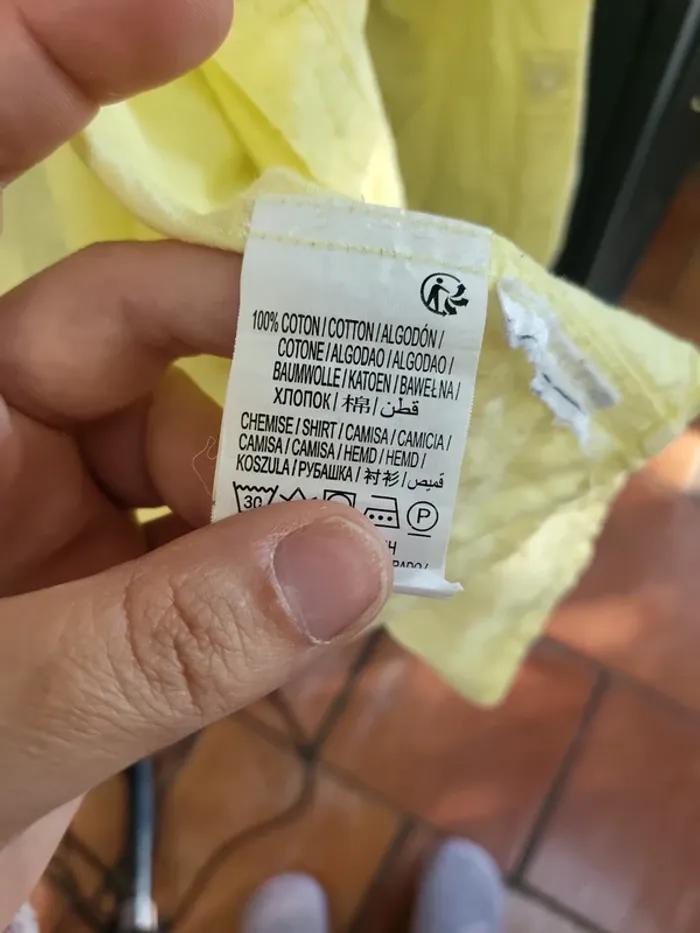 100% COTON / COTTON / ALGODÓN /
COTONE / ALGODAO / ALGODAO /
BAUMWOLLE / KATOEN / BAWEŁNA /
ХЛОПОК / 棉 / قطن
CHEMISE / SHIRT / CAMISA / CAMICIA /
CAMISA / CAMISA / HEMD / HEMD /
KOSZULA / РУБАШКА / 衬衫 / قميص
30 P